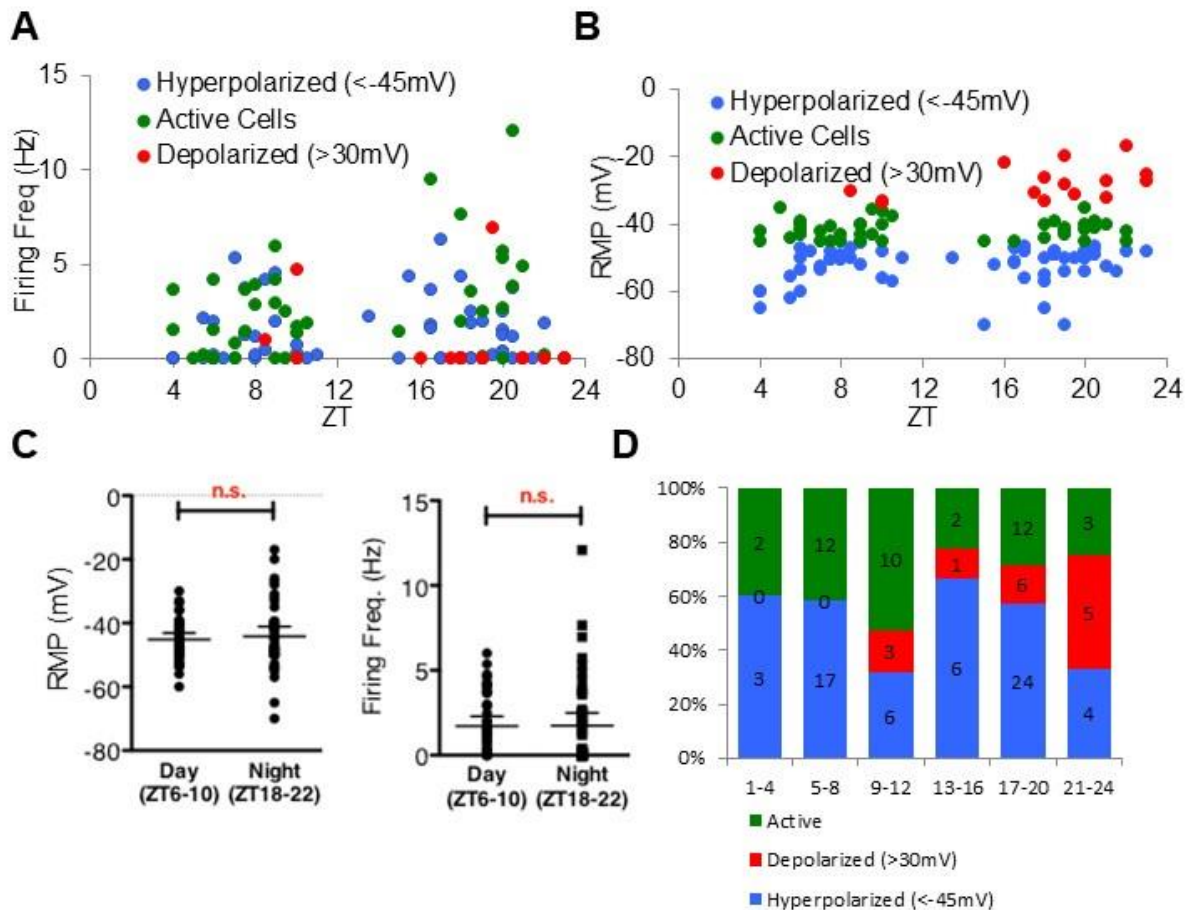 A
15
10
5
0
Firing Freq (Hz)
Hyperpolarized (<-45mV)
Active Cells
Depolarized (>30mV)
0 4 8 12 16 20 24
ZT
B
-0
-20
-40
-60
-80
RMP (mV)
Hyperpolarized (<-45mV)
Active Cells
Depolarized (>30mV)
0 4 8 12 16 20 24
ZT
C
0
-20
-40
-60
-80
RMP (mV)
n.s.
Day Night
(ZT6-10) (ZT18-22)
15
10
5
0
Firing Freq. (Hz)
n.s.
Day Night
(ZT6-10) (ZT18-22)
D
100%
80%
60%
40%
20%
0%
2 12 10 2 12 3
0 0 3 1 6 5
3 17 6 6 24 4
1-4 5-8 9-12 13-16 17-20 21-24
Active
Depolarized (>30mV)
Hyperpolarized (<-45mV)